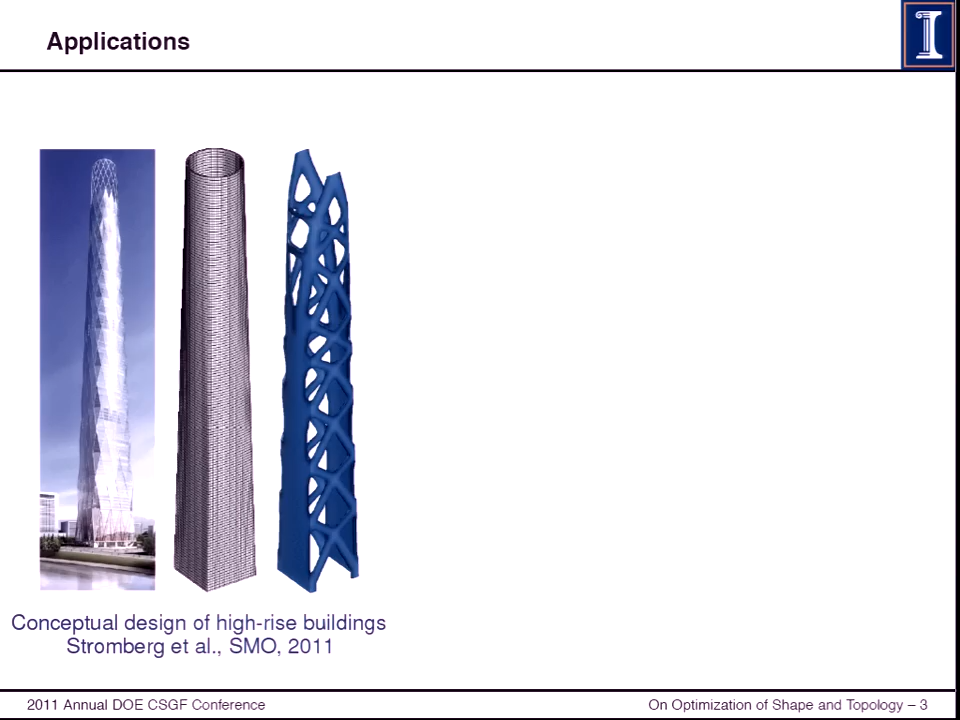 Applications
Conceptual design of high-rise buildings
Stromberg et al., SMO, 2011
2011 Annual DOE CSGF Conference
On Optimization of Shape and Topology – 3